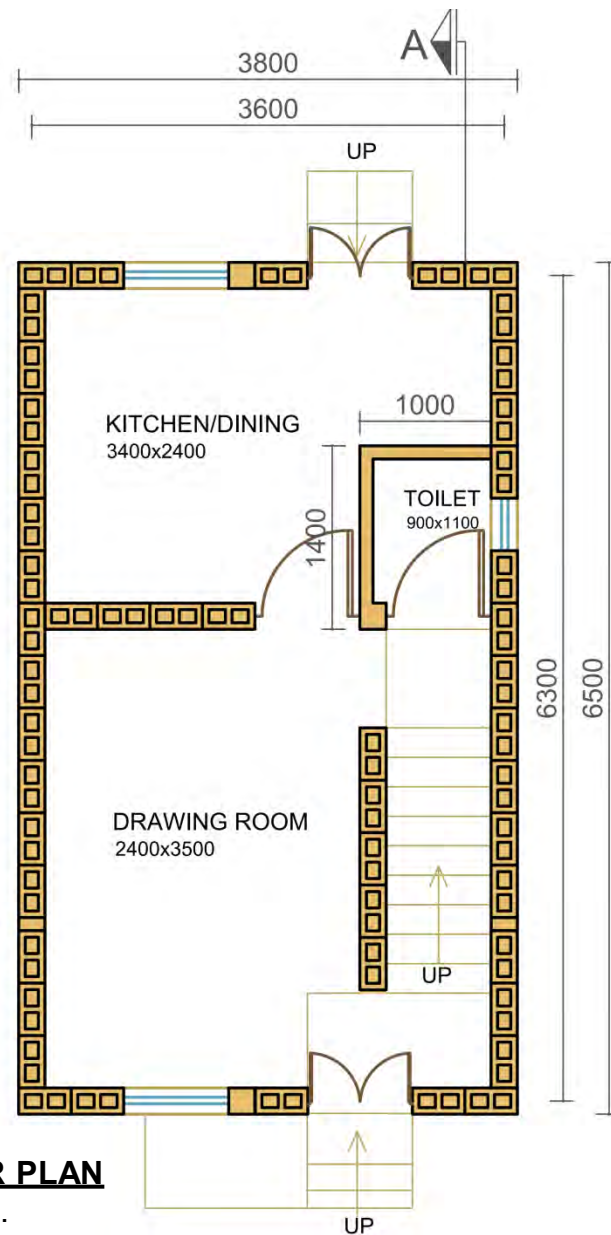 A
3800
3600
UP
1000
KITCHEN/DINING
3400x2400
TOILET
900x1100
1400
6300
6500
DRAWING ROOM
2400x3500
UP
PLAN
.
UP